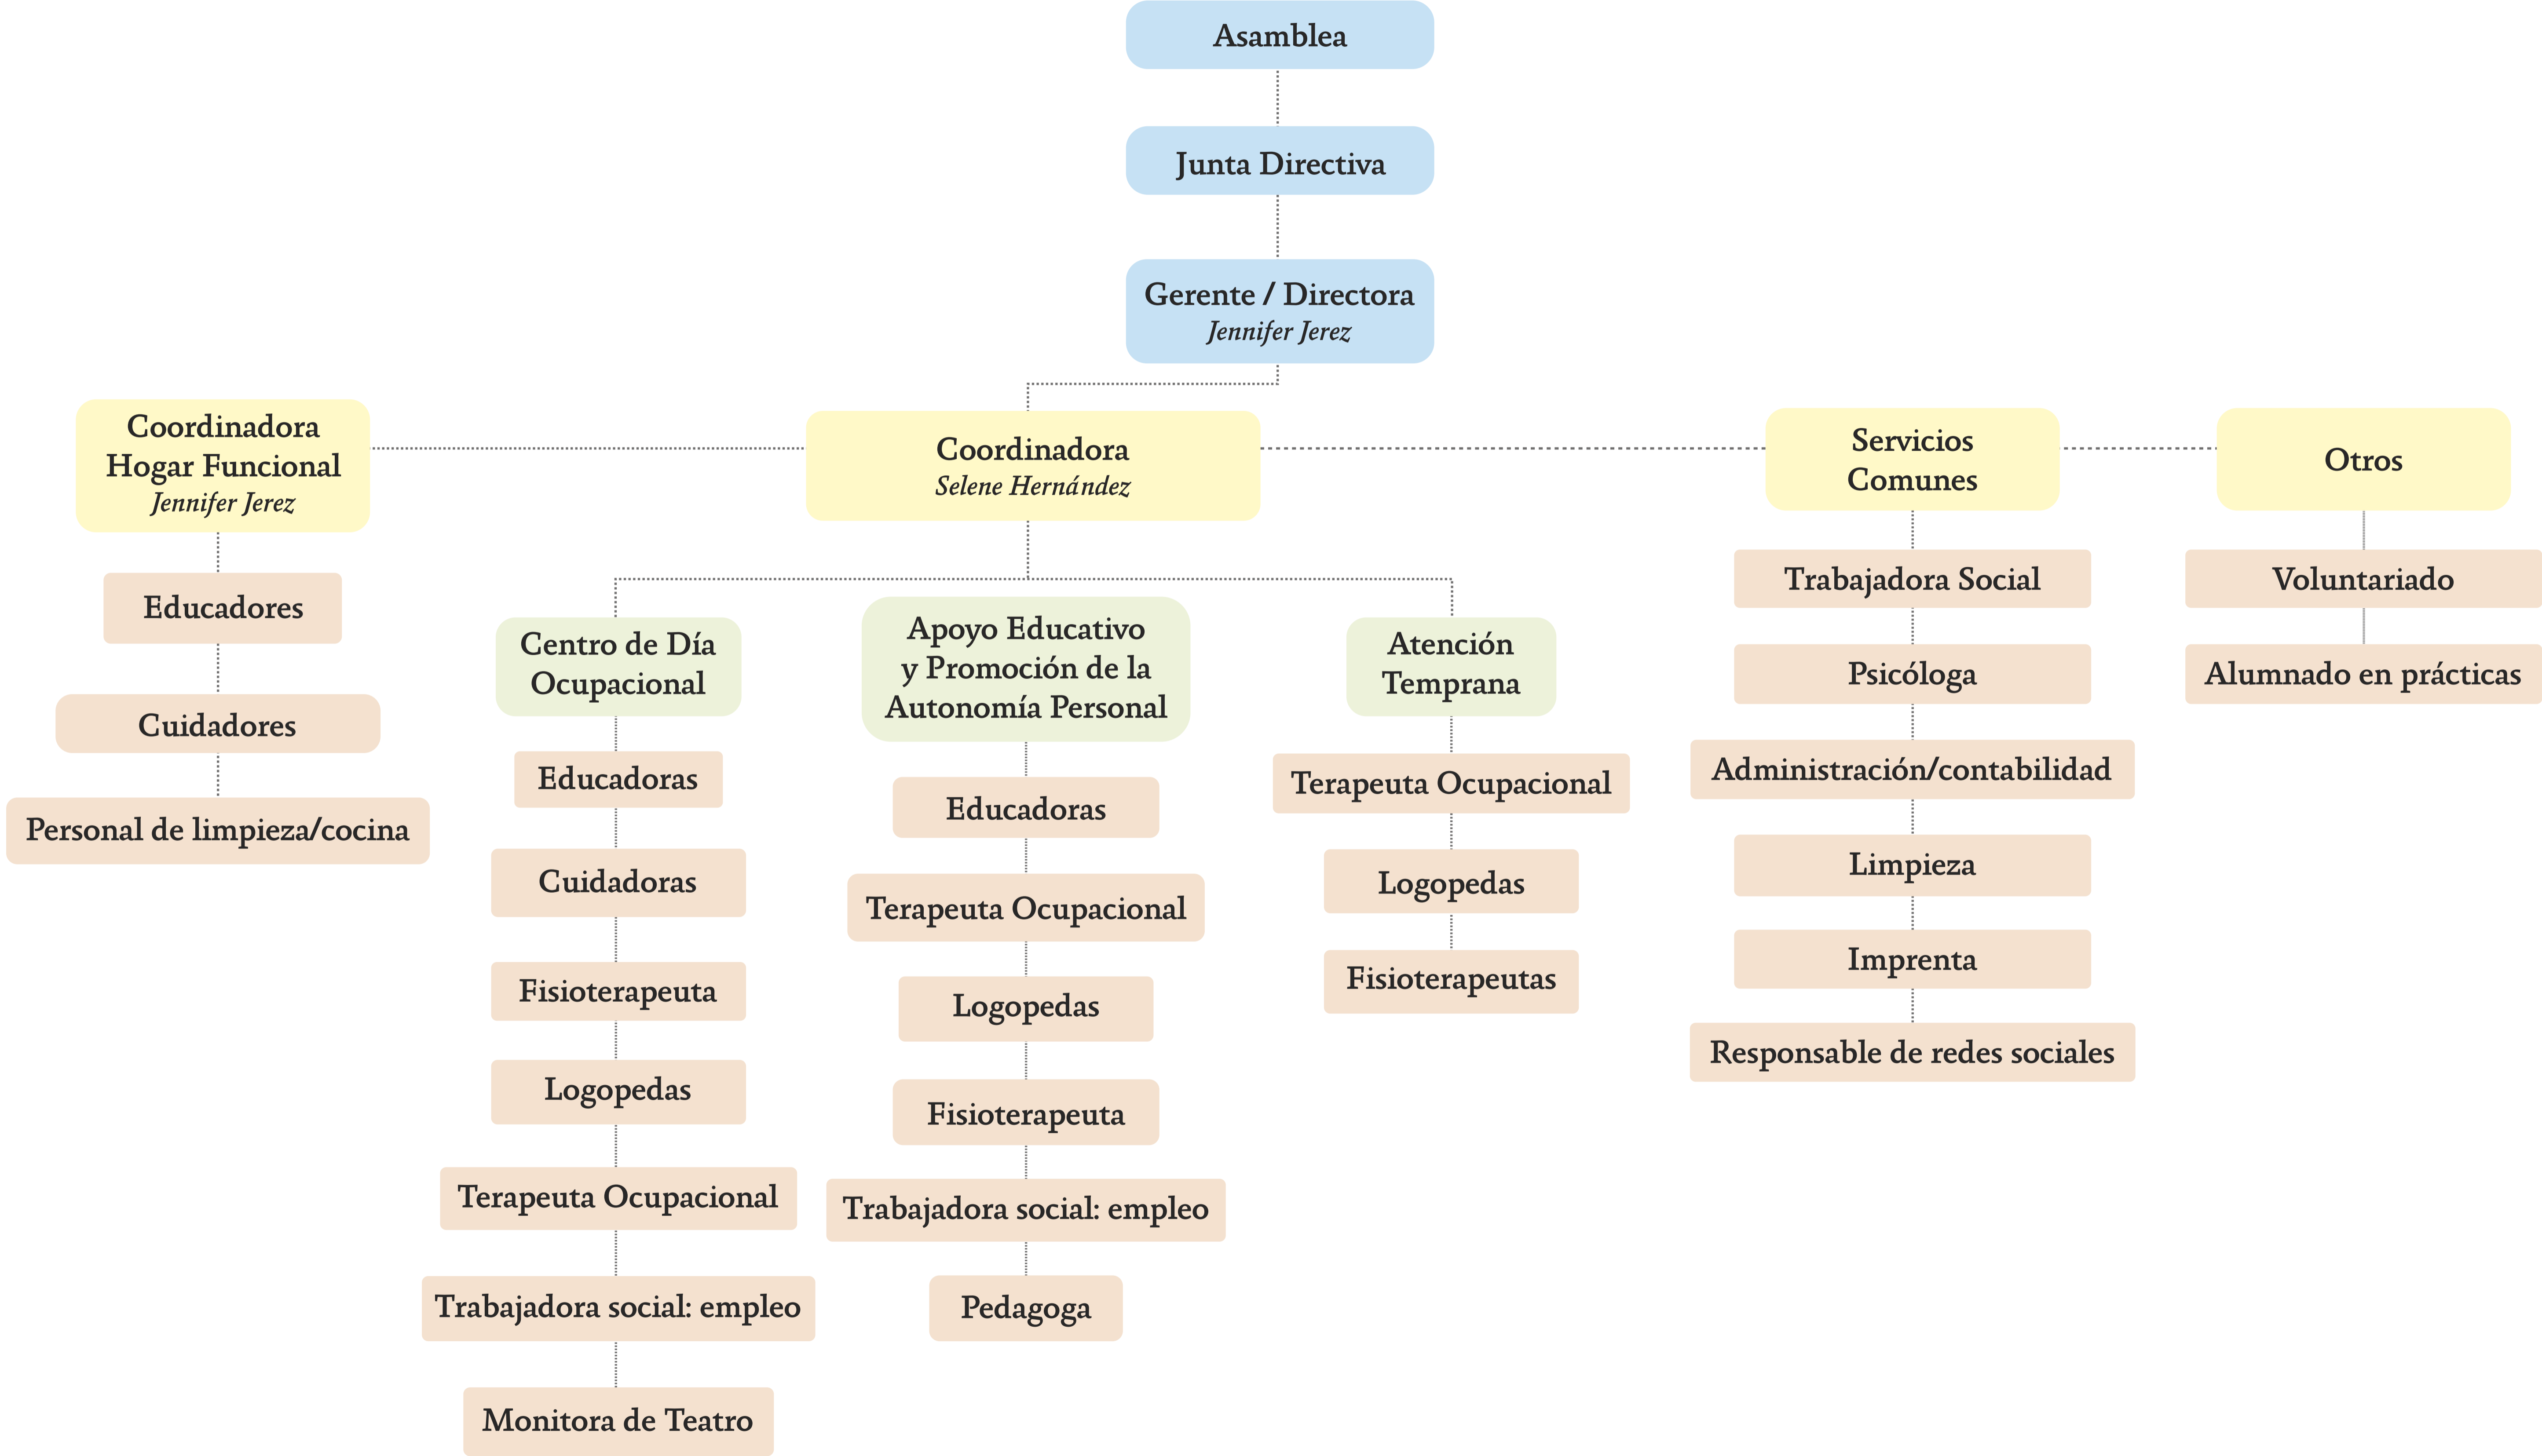 Asamblea
Junta Directiva
Gerente / Directora
Jennifer Jerez
Coordinadora
Hogar Funcional
Jennifer Jerez
Educadores
Cuidadores
Personal de limpieza/cocina
Coordinadora
Selene Hernández
Centro de Día
Ocupacional
Educadoras
Cuidadoras
Fisioterapeuta
Logopedas
Terapeuta Ocupacional
Trabajadora social: empleo
Monitora de Teatro
Apoyo Educativo
y Promoción de la
Autonomía Personal
Educadoras
Terapeuta Ocupacional
Logopedas
Fisioterapeuta
Trabajadora social: empleo
Pedagoga
Atención
Temprana
Terapeuta Ocupacional
Logopedas
Fisioterapeutas
Servicios
Comunes
Trabajadora Social
Psicóloga
Administración/contabilidad
Limpieza
Imprenta
Responsable de redes sociales
Otros
Voluntariado
Alumnado en prácticas